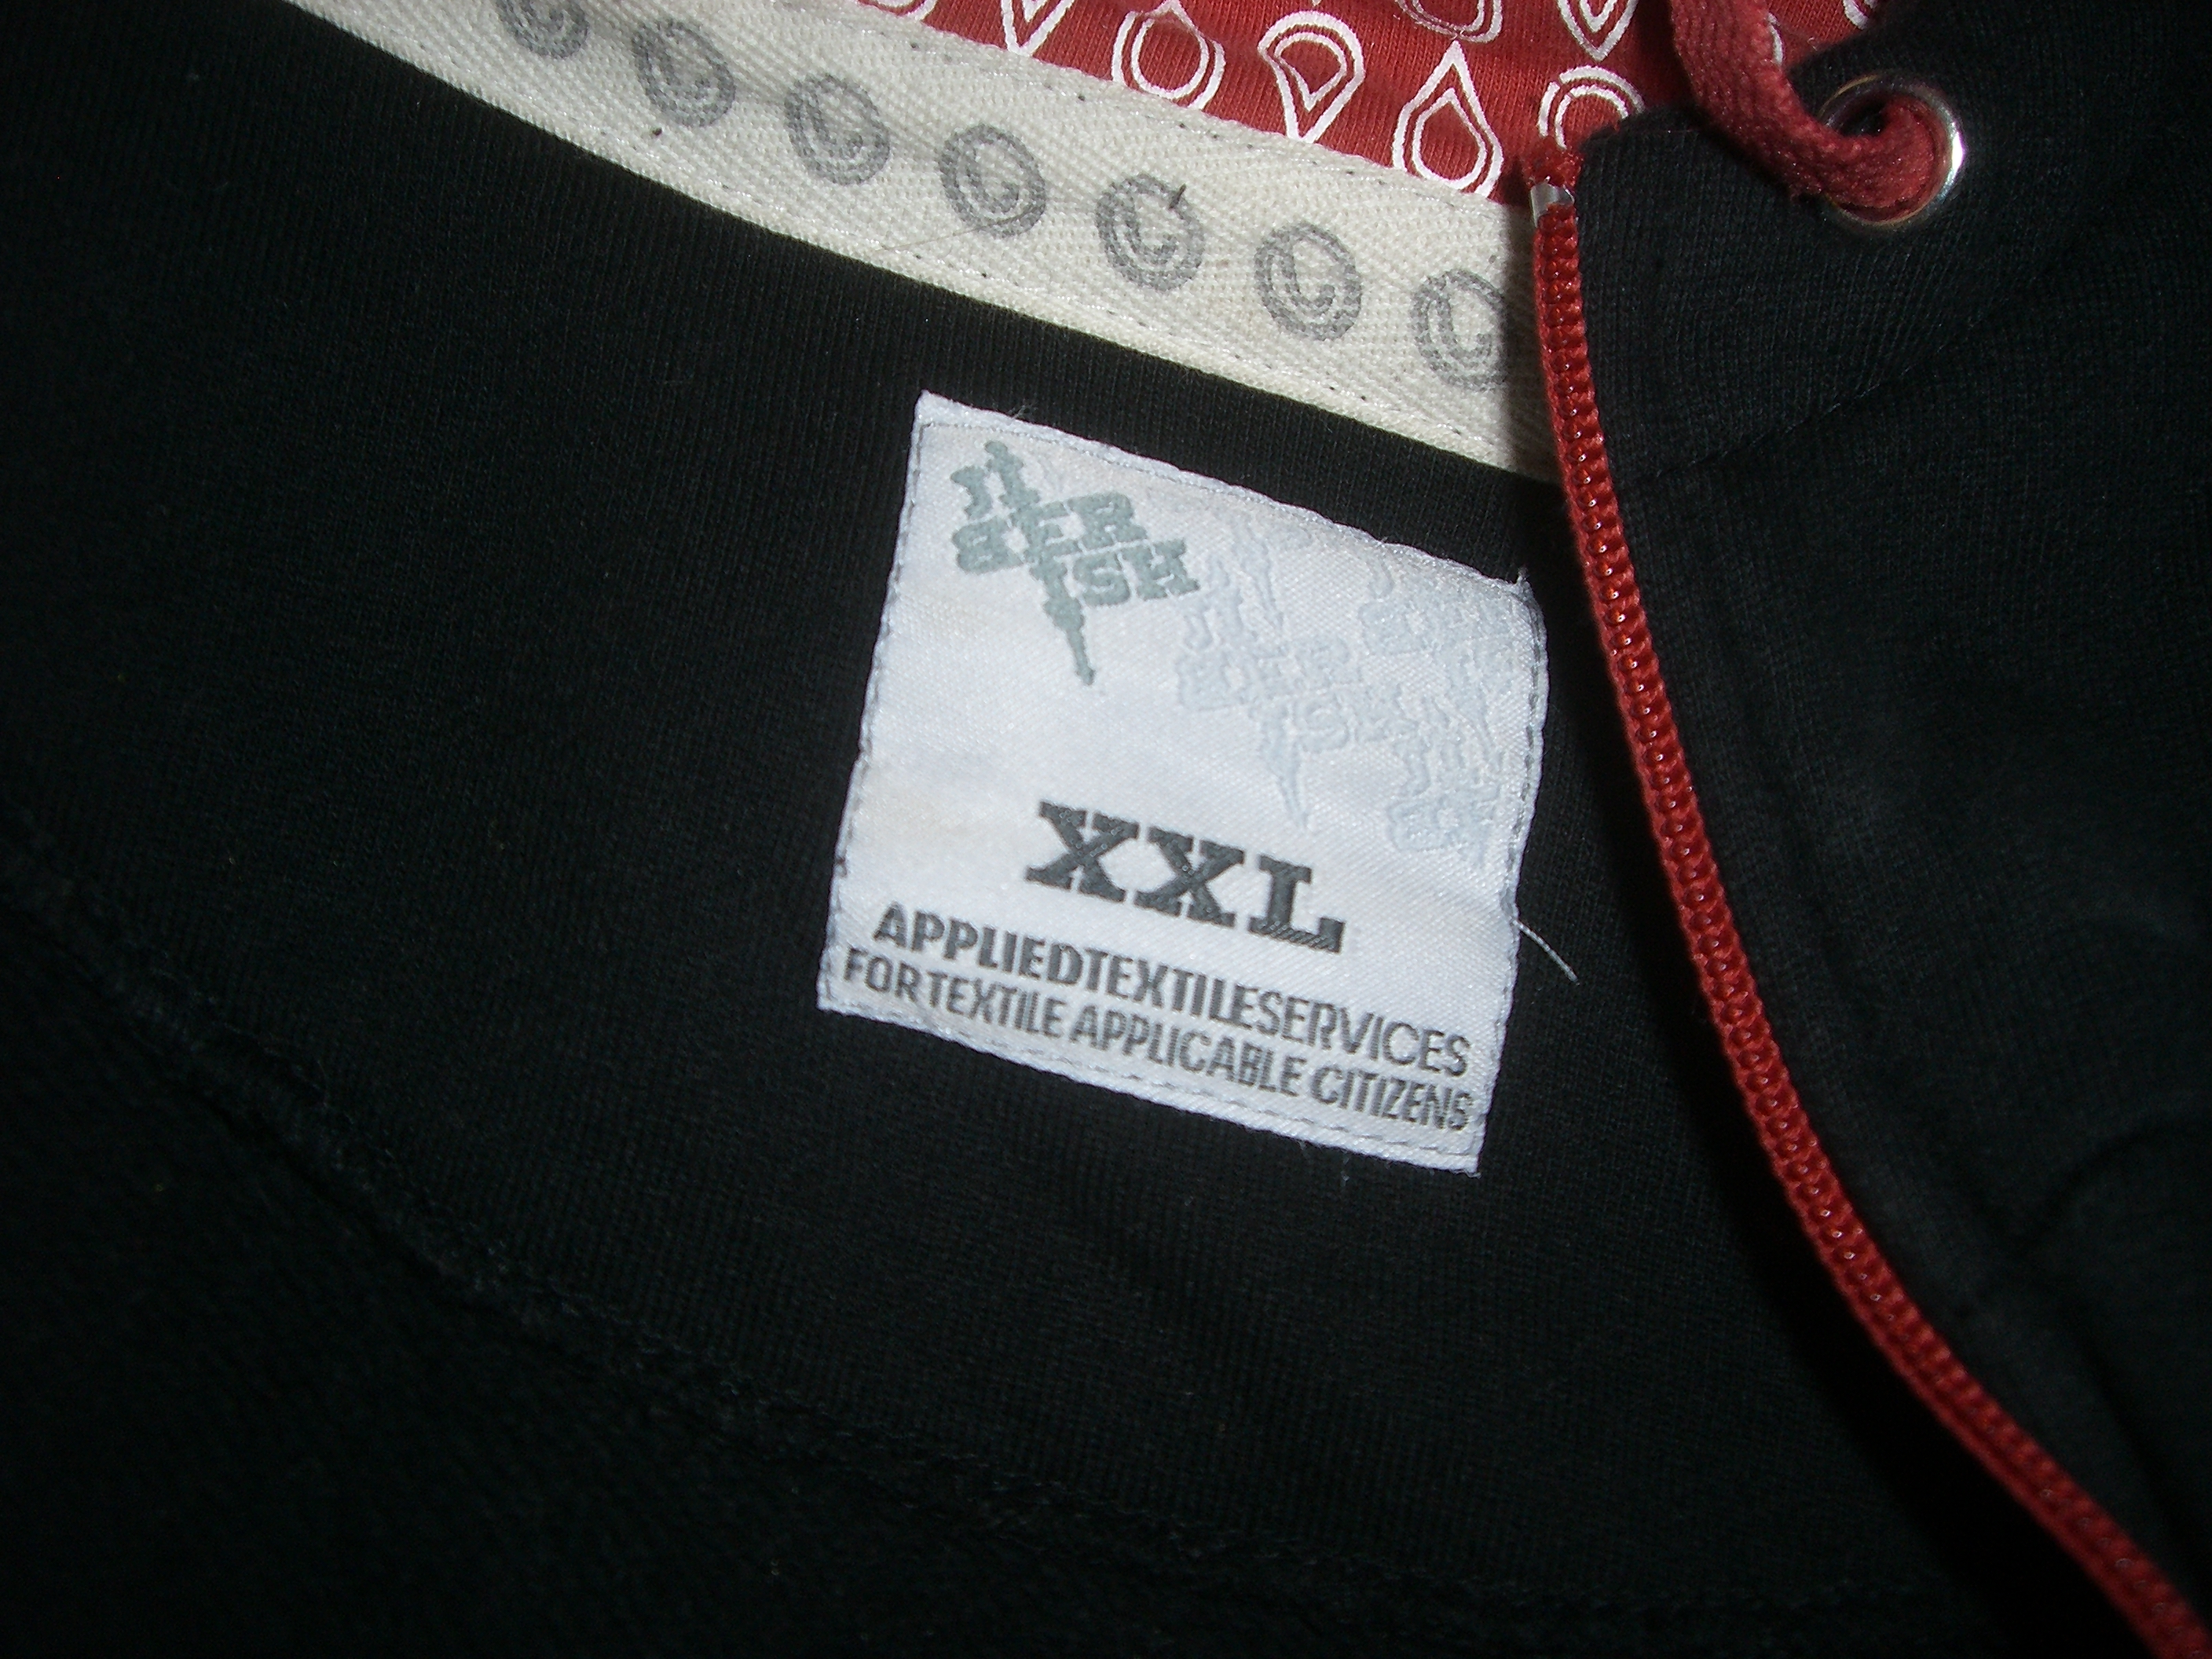 XXL
APPLIEDTEXTILESERVICES
FOR TEXTILE APPLICABLE CITIZENS